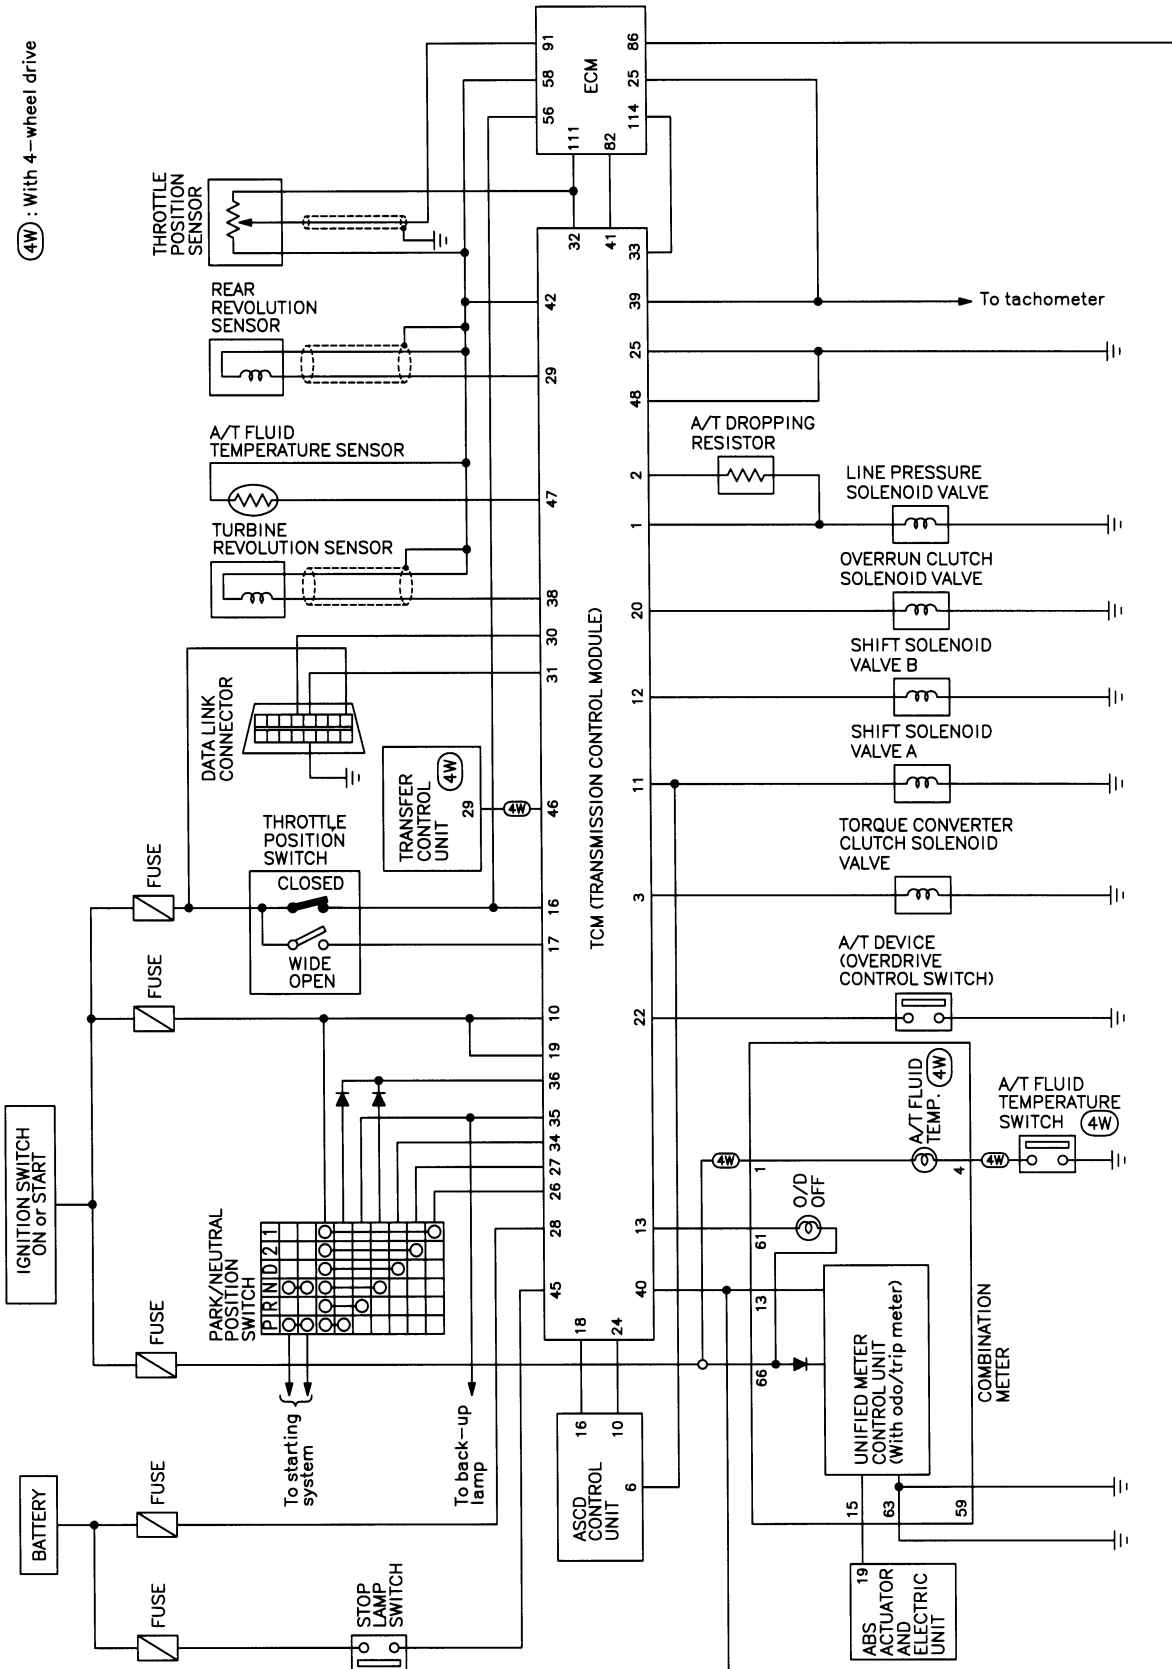 4W : With 4-wheel drive
91
58
56
ECM
86
25
114
111
82
THROTTLE
POSITION
SENSOR
32
41
33
REAR
REVOLUTION
SENSOR
42
29
39
To tachometer
25
48
A/T FLUID
TEMPERATURE SENSOR
47
A/T DROPPING
RESISTOR
2
LINE PRESSURE
SOLENOID VALVE
1
TURBINE
REVOLUTION SENSOR
38
OVERRUN CLUTCH
SOLENOID VALVE
20
30
31
SHIFT SOLENOID
VALVE B
12
DATA LINK
CONNECTOR
TCM (TRANSMISSION CONTROL MODULE)
SHIFT SOLENOID
VALVE A
11
TRANSFER
CONTROL
UNIT
4W
29
4W
46
THROTTLE
POSITION
SWITCH
CLOSED
WIDE
OPEN
FUSE
16
17
TORQUE CONVERTER
CLUTCH SOLENOID
VALVE
3
A/T DEVICE
(OVERDRIVE
CONTROL SWITCH)
22
FUSE
10
19
36
35
34
27
26
28
45
IGNITION SWITCH
ON or START
PARK/NEUTRAL
POSITION
SWITCH
P R N D 2 1
A/T FLUID
TEMP. 4W
A/T FLUID
TEMPERATURE
SWITCH 4W
4W
1
4
4W
O/D
OFF
13
61
40
13
FUSE
18
24
66
UNIFIED METER
CONTROL UNIT
(With odo/trip meter)
COMBINATION
METER
To starting
system
To back-up
lamp
16
10
ASCD
CONTROL
UNIT
6
15
63
59
BATTERY
FUSE
FUSE
STOP
LAMP
SWITCH
19
ABS
ACTUATOR
AND
ELECTRIC
UNIT